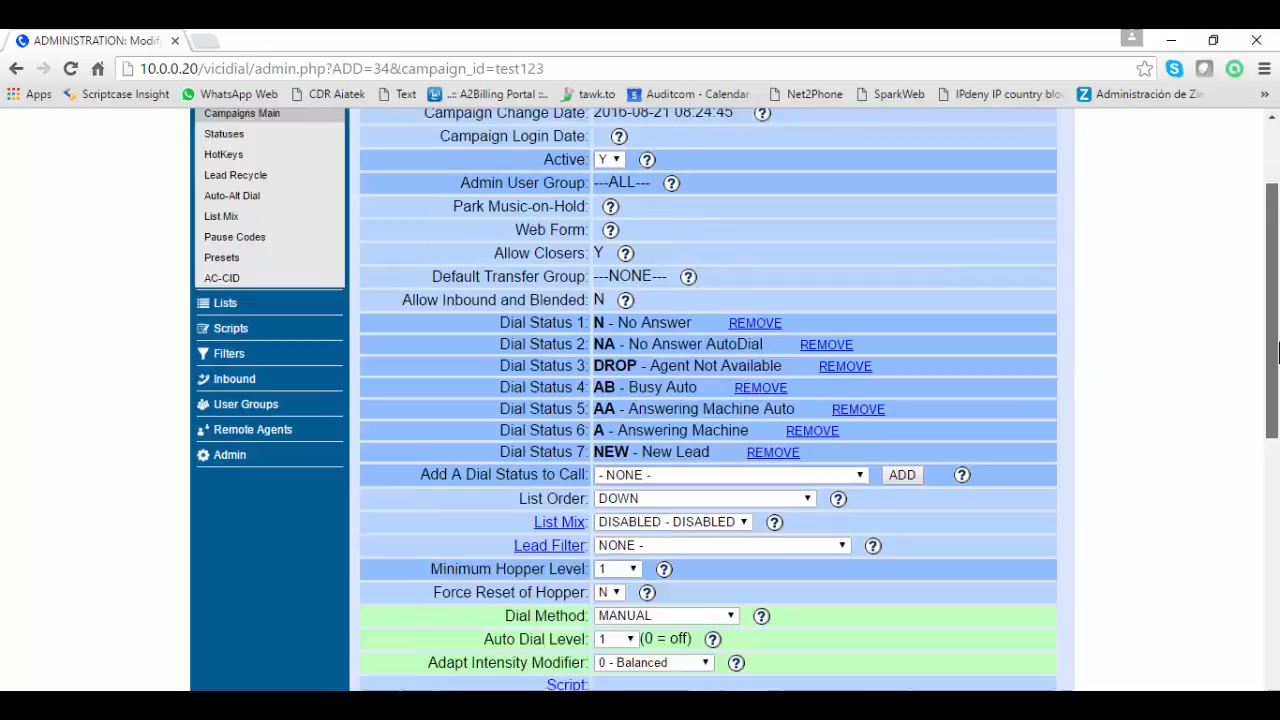 ADMINISTRATION: Modif
10.0.0.20/vicidial/admin.php?ADD=34&campaign_id=test123
Apps Scriptcase Insight WhatsApp Web CDR Aiatek Text ..:: A2Billing Portal ::.. tawk.to 5 Auditcom - Calendar Net2Phone SparkWeb IPdeny IP country blo Administración de Zin »
Campaigns Main
Statuses
HotKeys
Lead Recycle
Auto-Alt Dial
List Mix
Pause Codes
Presets
AC-CID
Lists
Scripts
Filters
Inbound
User Groups
Remote Agents
Admin
Campaign Change Date: 2016-08-21 08:24:45 ?
Campaign Login Date: ?
Active: Y ?
Admin User Group: ---ALL--- ?
Park Music-on-Hold: ?
Web Form: ?
Allow Closers: Y ?
Default Transfer Group: ---NONE--- ?
Allow Inbound and Blended: N ?
Dial Status 1: N - No Answer REMOVE
Dial Status 2: NA - No Answer AutoDial REMOVE
Dial Status 3: DROP - Agent Not Available REMOVE
Dial Status 4: AB - Busy Auto REMOVE
Dial Status 5: AA - Answering Machine Auto REMOVE
Dial Status 6: A - Answering Machine REMOVE
Dial Status 7: NEW - New Lead REMOVE
Add A Dial Status to Call: - NONE - ADD ?
List Order: DOWN ?
List Mix: DISABLED - DISABLED ?
Lead Filter: NONE - ?
Minimum Hopper Level: 1 ?
Force Reset of Hopper: N ?
Dial Method: MANUAL ?
Auto Dial Level: 1 (0 = off) ?
Adapt Intensity Modifier: 0 - Balanced ?
Script: